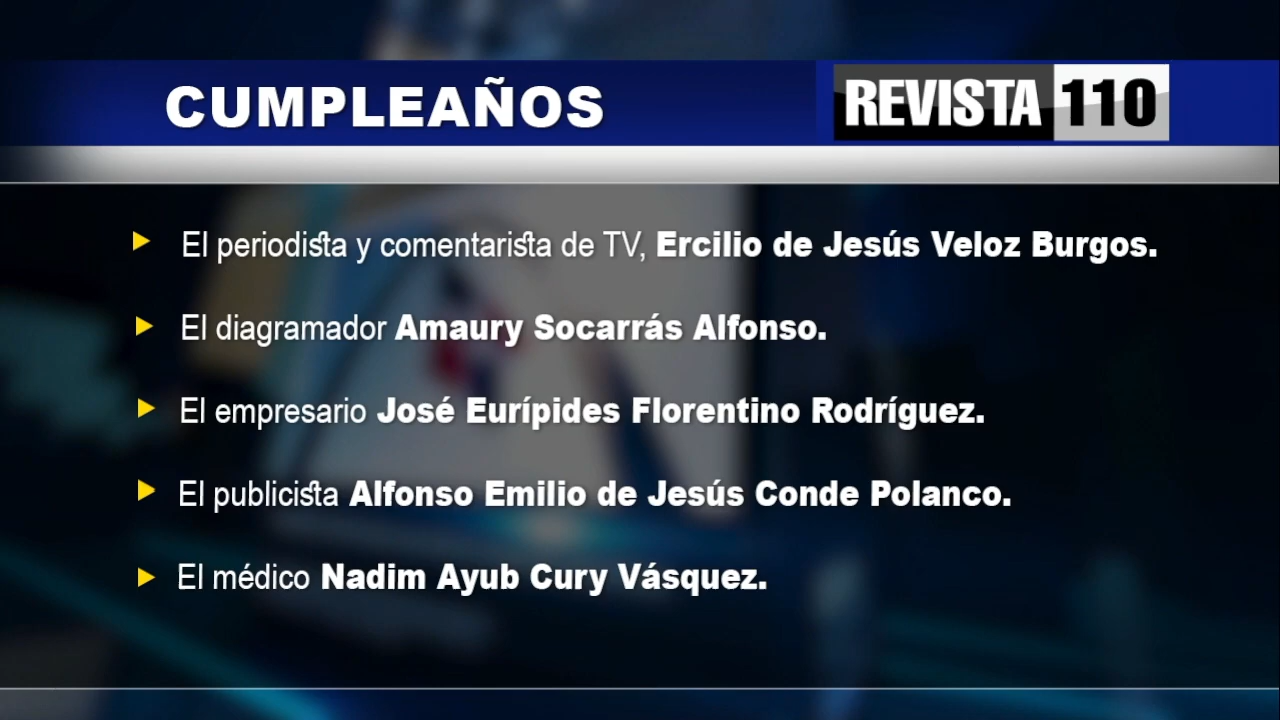 CUMPLEAÑOS
REVISTA 110
El periodista y comentarista de TV, Ercilio de Jesús Veloz Burgos.
El diagramador Amaury Socarrás Alfonso.
El empresario José Eurípides Florentino Rodríguez.
El publicista Alfonso Emilio de Jesús Conde Polanco.
El médico Nadim Ayub Cury Vásquez.